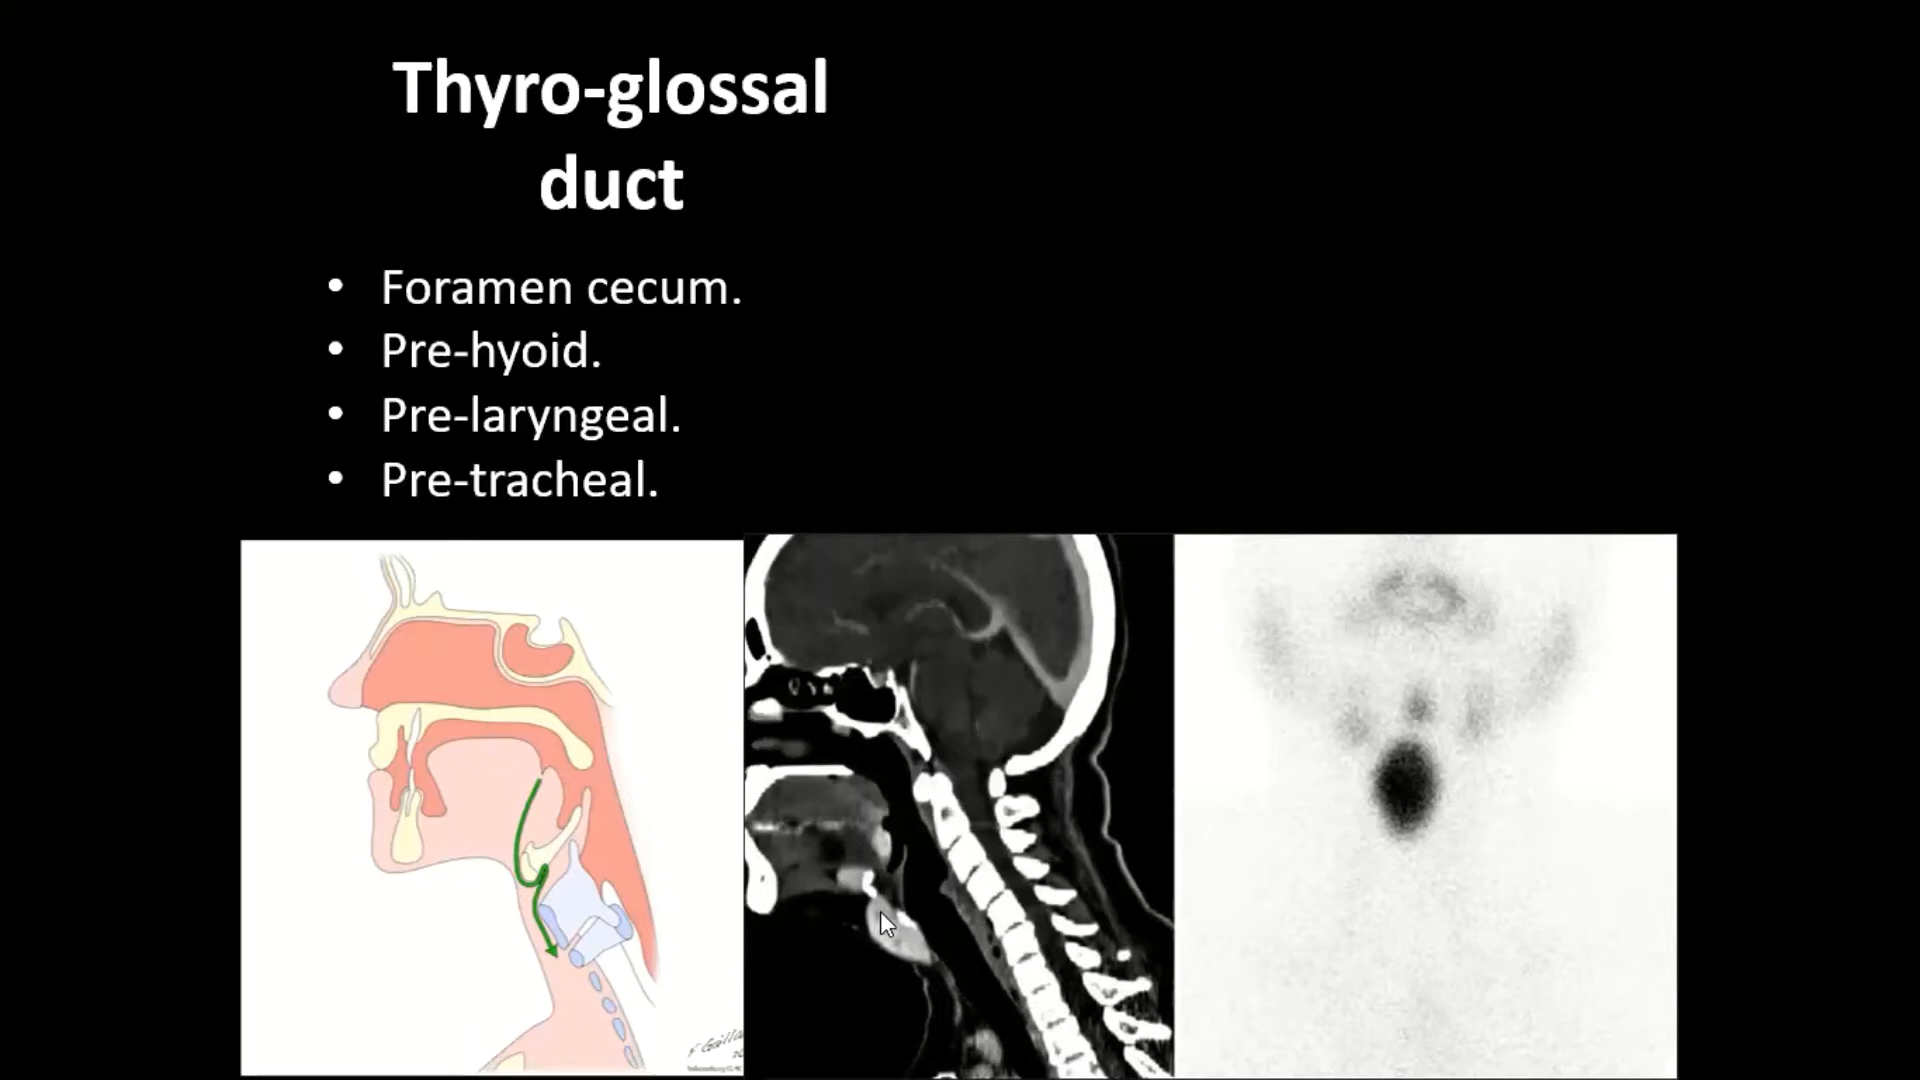 Thyro-glossal
duct
• Foramen cecum.
• Pre-hyoid.
• Pre-laryngeal.
• Pre-tracheal.